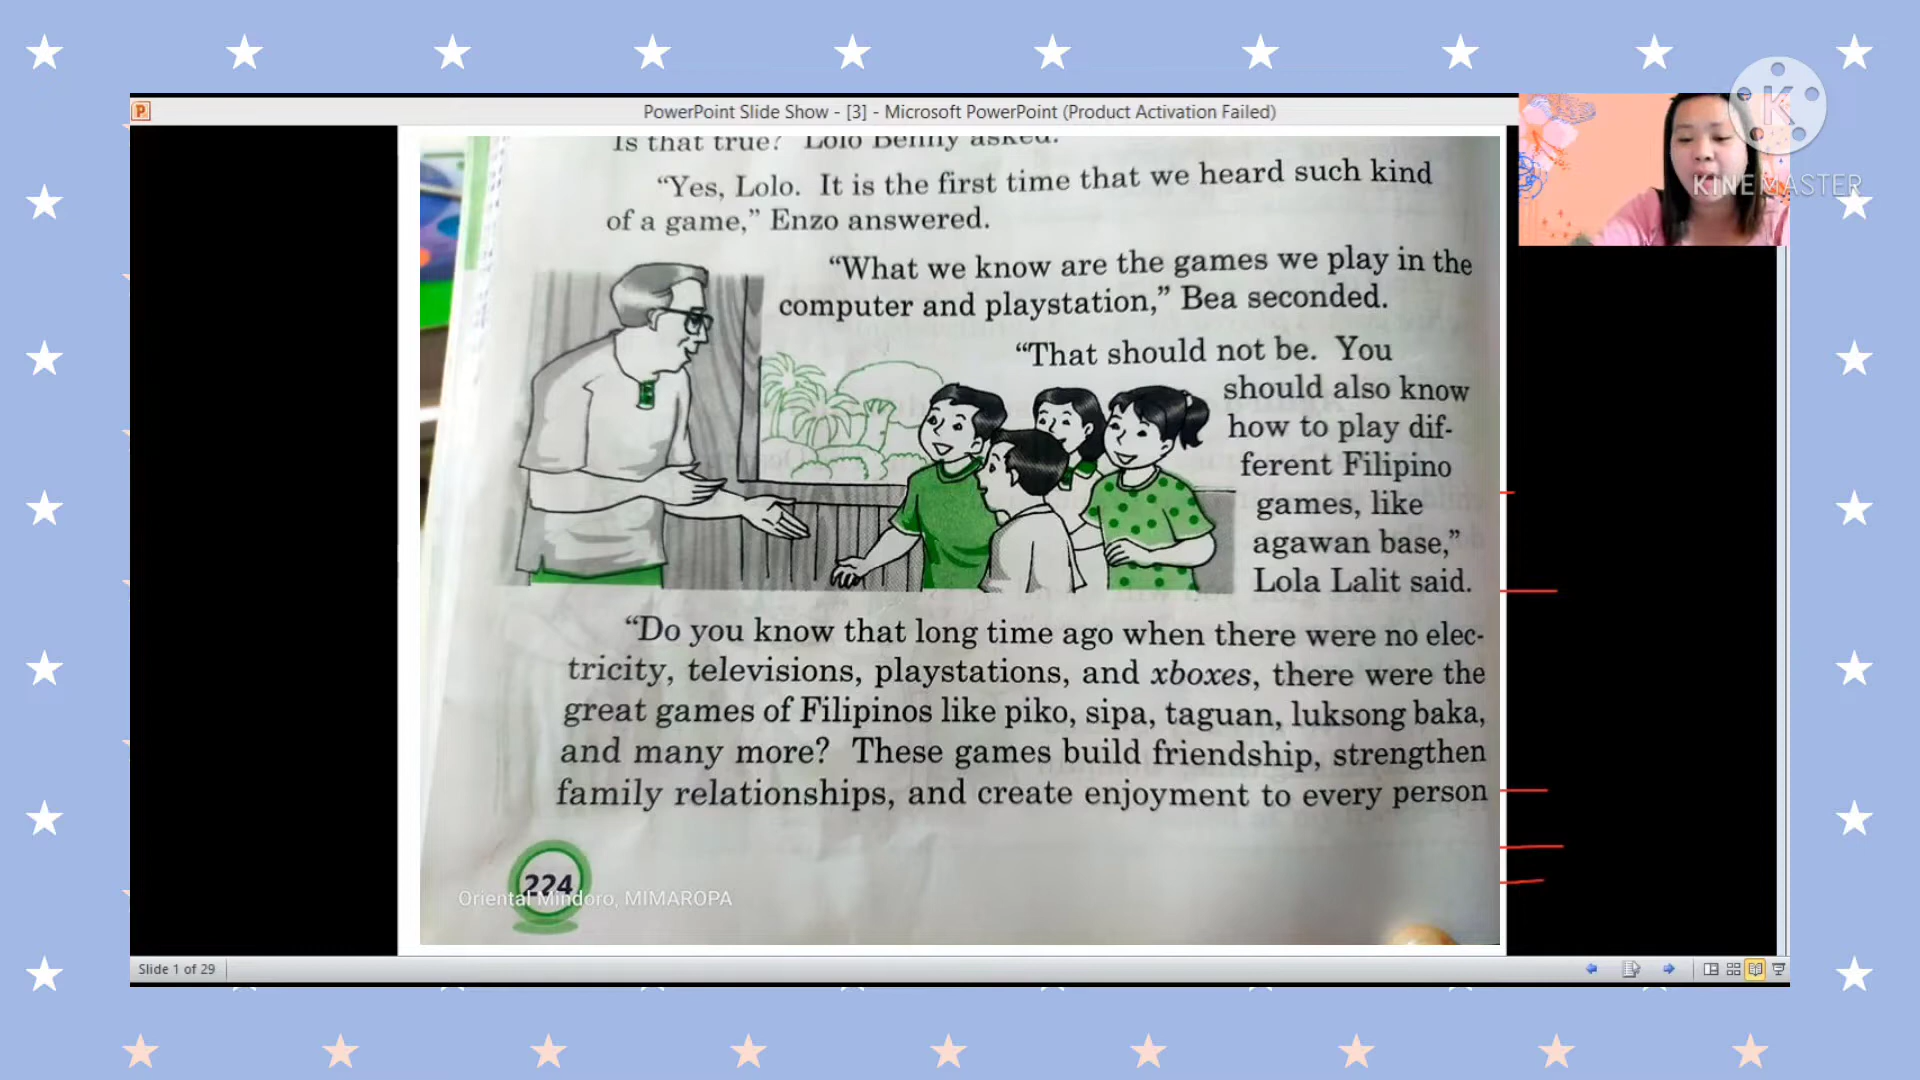 PowerPoint Slide Show - [3] - Microsoft PowerPoint (Product Activation Failed)
K
KINEMASTER
Is that true? Lolo Benny asked.
“Yes, Lolo. It is the first time that we heard such kind
of a game,” Enzo answered.
“What we know are the games we play in the
computer and playstation,” Bea seconded.
“That should not be. You
should also know
how to play dif-
ferent Filipino
games, like
agawan base,”
Lola Lalit said.
“Do you know that long time ago when there were no elec-
tricity, televisions, playstations, and xboxes, there were the
great games of Filipinos like piko, sipa, taguan, luksong baka,
and many more? These games build friendship, strengthen
family relationships, and create enjoyment to every person
224
Oriental Mindoro, MIMAROPA
Slide 1 of 29